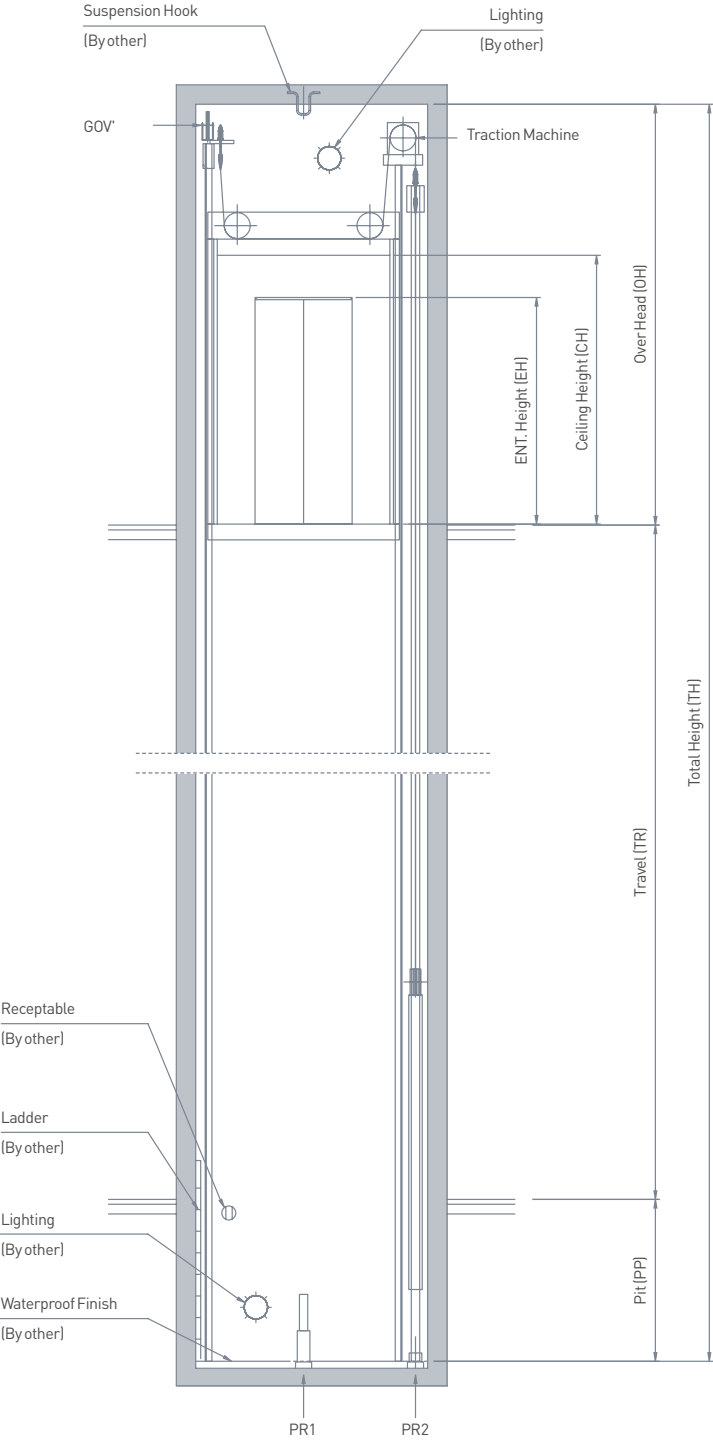 Suspension Hook
(By other)
Lighting
(By other)
GOV'
Traction Machine
Over Head (OH)
Ceiling Height (CH)
ENT. Height (EH)
Total Height (TH)
Travel (TR)
Receptable
(By other)
Ladder
(By other)
Lighting
(By other)
Pit (PP)
Waterproof Finish
(By other)
PR1
PR2